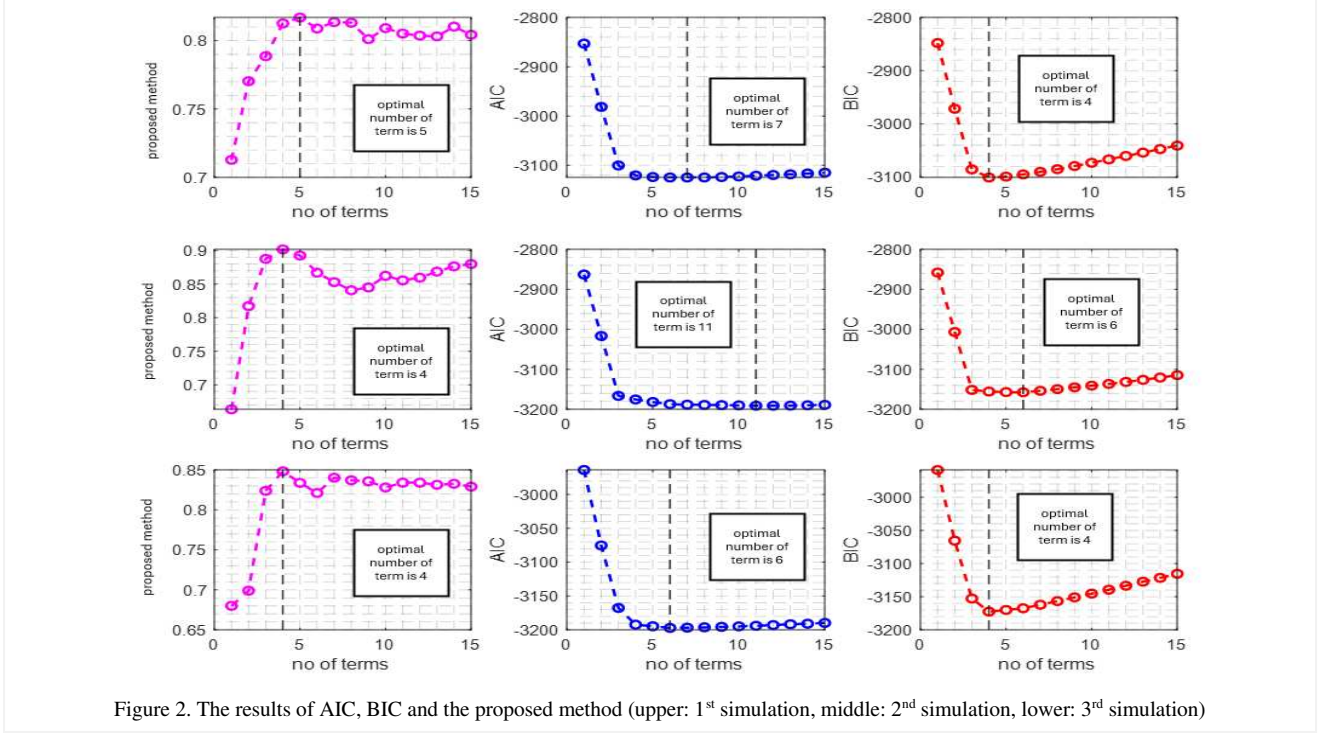 0.8
0.75
0.7
proposed method
optimal
number of
term is 5
5
10
15
0
no of terms
-2800
-2900
-3000
-3100
AIC
optimal
number of
term is 7
0
5
10
15
no of terms
-2800
-2900
-3000
-3100
BIC
optimal
number of
term is 4
0
5
10
15
no of terms
0.9
0.85
0.8
0.75
0.7
proposed method
optimal
number of
term is 4
0
5
10
15
no of terms
-2800
-2900
-3000
-3100
-3200
AIC
optimal
number of
term is 11
0
5
10
15
no of terms
-2800
-2900
-3000
-3100
-3200
BIC
optimal
number of
term is 6
0
5
10
15
no of terms
0.85
0.8
0.75
0.7
0.65
proposed method
optimal
number of
term is 4
0
5
10
15
no of terms
-3000
-3050
-3100
-3150
-3200
AIC
optimal
number of
term is 6
0
5
10
15
no of terms
-3000
-3050
-3100
-3150
-3200
BIC
optimal
number of
term is 4
0
5
10
15
no of terms
Figure 2. The results of AIC, BIC and the proposed method (upper: 1st simulation, middle: 2nd simulation, lower: 3rd simulation)